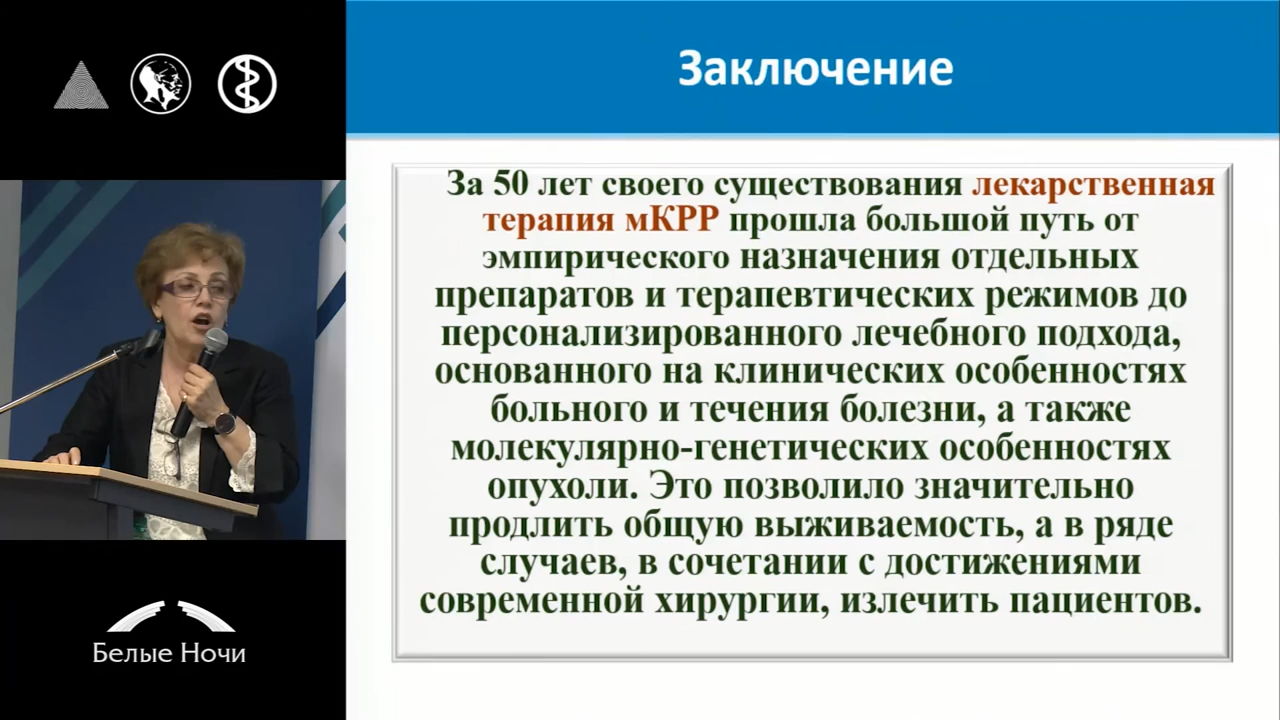 Заключение
За 50 лет своего существования лекарственная
терапия мКРР прошла большой путь от
эмпирического назначения отдельных
препаратов и терапевтических режимов до
персонализированного лечебного подхода,
основанного на клинических особенностях
больного и течения болезни, а также
молекулярно-генетических особенностях
опухоли. Это позволило значительно
продлить общую выживаемость, а в ряде
случаев, в сочетании с достижениями
современной хирургии, излечить пациентов.
Белые Ночи